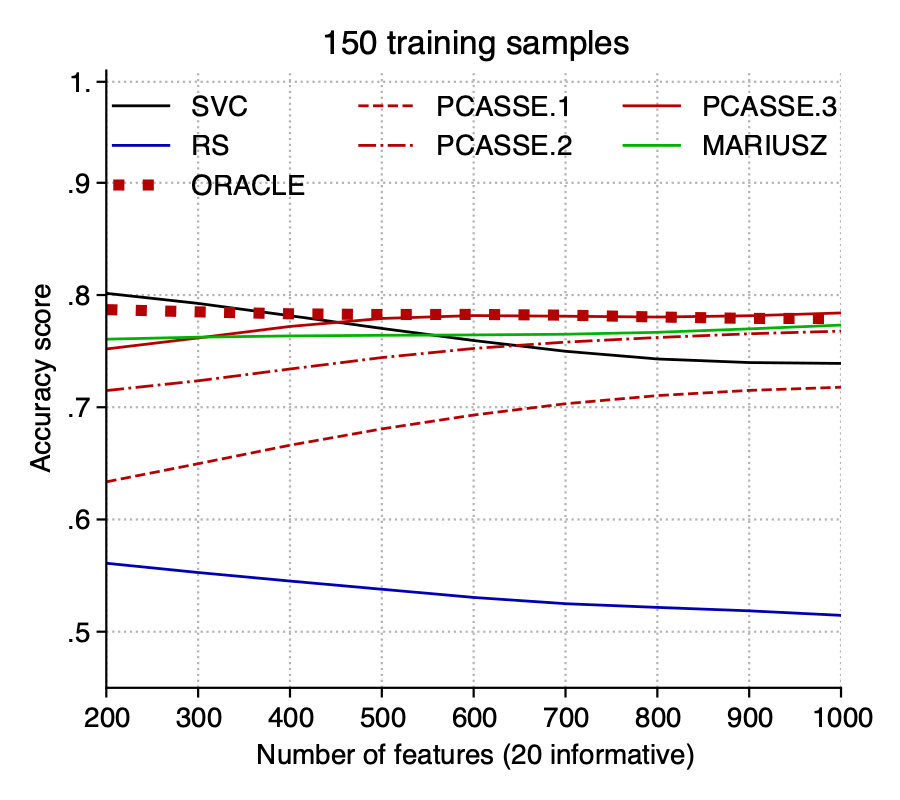 150 training samples
1.
SVC PCASSE.1 PCASSE.3
RS PCASSE.2 MARIUSZ
.9
ORACLE
.8
.7
.6
.5
Accuracy score
200 300 400 500 600 700 800 900 1000
Number of features (20 informative)